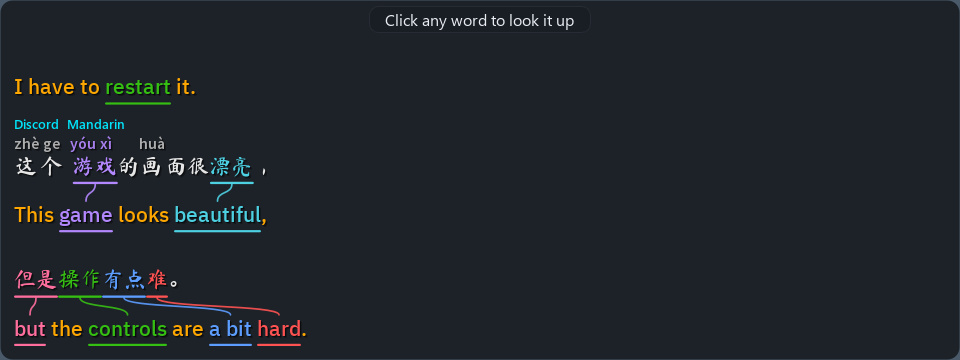 Click any word to look it up
I have to restart it.
Discord Mandarin
zhè ge yóu xì huà
这个游戏的画面很漂亮，
This game looks beautiful,
但是操作有点难。
but the controls are a bit hard.